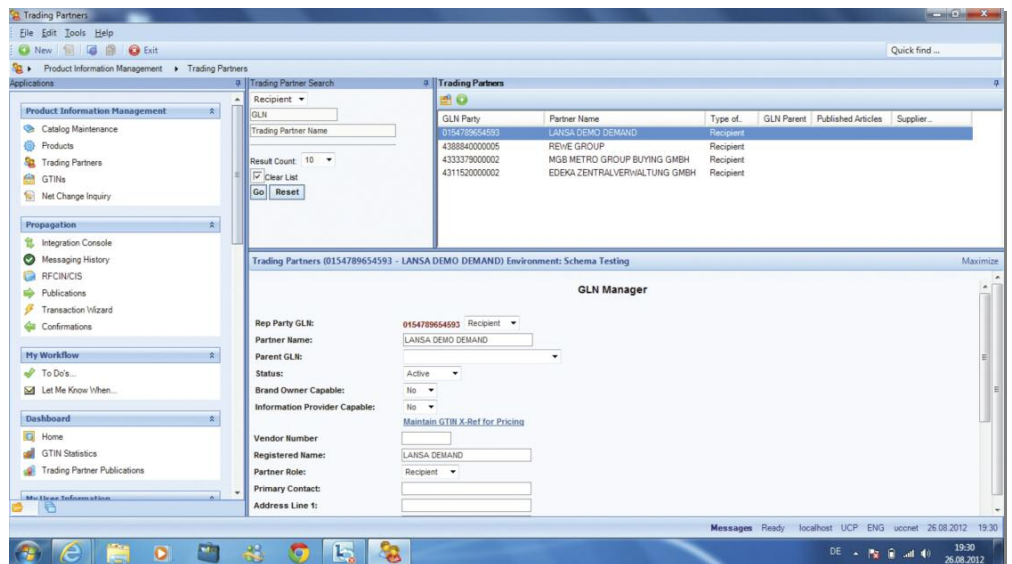 Trading Partners
File Edit Tools Help
New Exit Quick find ...
Product Information Management Trading Partners
Applications
Product Information Management
Catalog Maintenance
Products
Trading Partners
GTINs
Net Change Inquiry
Propagation
Integration Console
Messaging History
RFCIN/CIS
Publications
Transaction Wizard
Confirmations
My Workflow
To Do's...
Let Me Know When...
Dashboard
Home
GTIN Statistics
Trading Partner Publications
My User Information
Trading Partner Search
Recipient
GLN
Trading Partner Name
Result Count: 10
Clear List
Go Reset
Trading Partners
GLN Party Partner Name Type of.. GLN Parent Published Articles Supplier...
0154789654593 LANSA DEMO DEMAND Recipient
4388840000005 REWE GROUP Recipient
4333379000002 MGB METRO GROUP BUYING GMBH Recipient
4311520000002 EDEKA ZENTRALVERWALTUNG GMBH Recipient
Trading Partners (0154789654593 - LANSA DEMO DEMAND) Environment: Schema Testing Maximize
GLN Manager
Rep Party GLN: 0154789654593 Recipient
Partner Name: LANSA DEMO DEMAND
Parent GLN:
Status: Active
Brand Owner Capable: No
Information Provider Capable: No
Maintain GTIN X-Ref for Pricing
Vendor Number
Registered Name: LANSA DEMAND
Partner Role: Recipient
Primary Contact:
Address Line 1:
Messages Ready localhost UCP ENG uccnet 26.08.2012 19:30
DE 19:30
26.08.2012